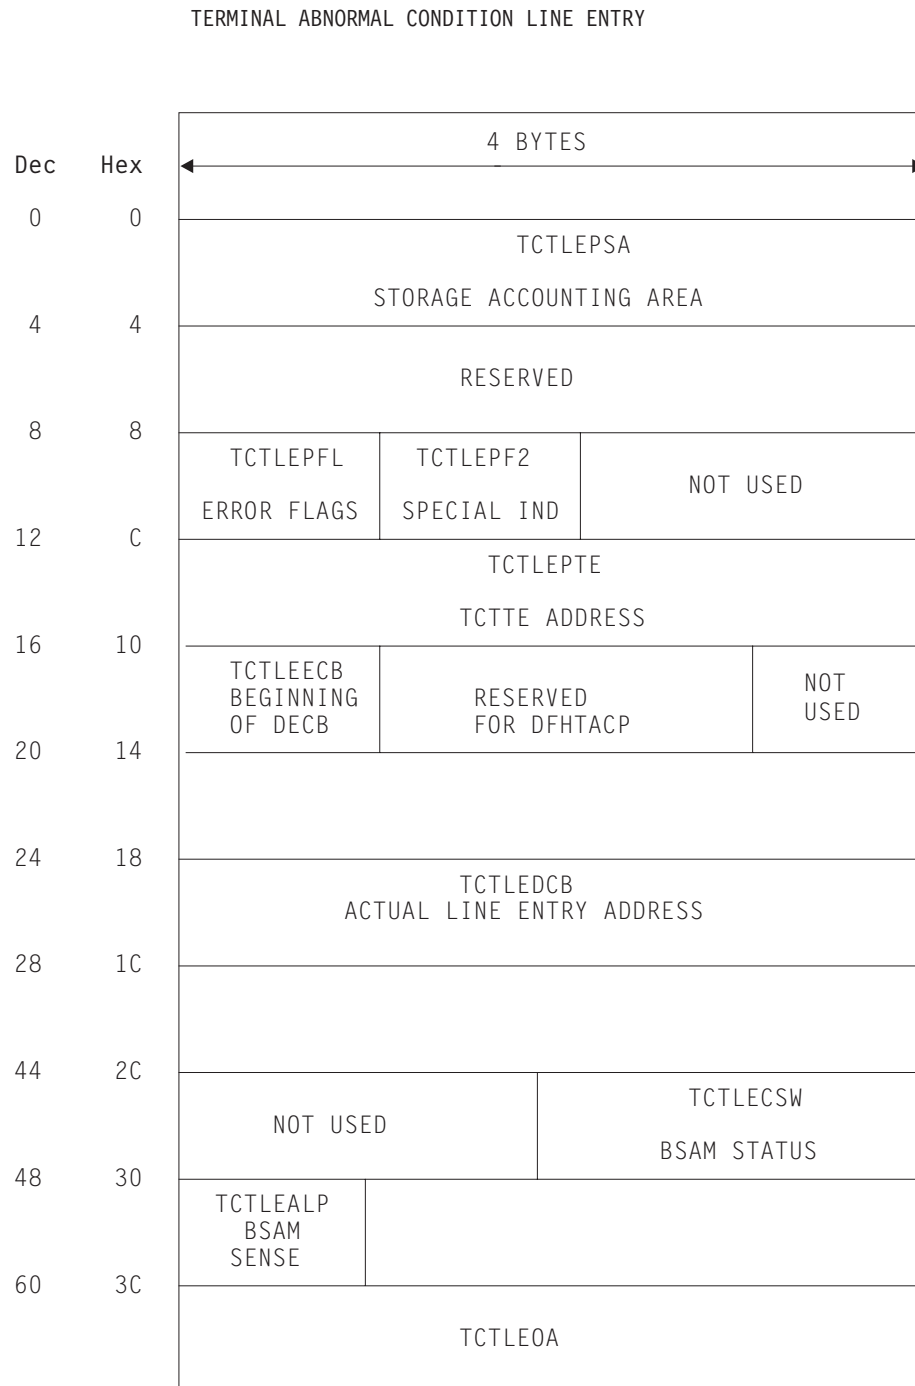 TERMINAL ABNORMAL CONDITION LINE ENTRY
4 BYTES
Dec Hex
0 0
TCTLEPSA
STORAGE ACCOUNTING AREA
4 4
RESERVED
8 8
TCTLEPFL TCTLEPF2
NOT USED
ERROR FLAGS SPECIAL IND
12 C
TCTLEPTE
TCTTE ADDRESS
16 10
TCTLEECB
BEGINNING
OF DECB
RESERVED
FOR DFHTACP
NOT
USED
20 14
24 18
TCTLEDCB
ACTUAL LINE ENTRY ADDRESS
28 1C
44 2C
NOT USED
TCTLECSW
BSAM STATUS
48 30
TCTLEALP
BSAM
SENSE
60 3C
TCTLEOA